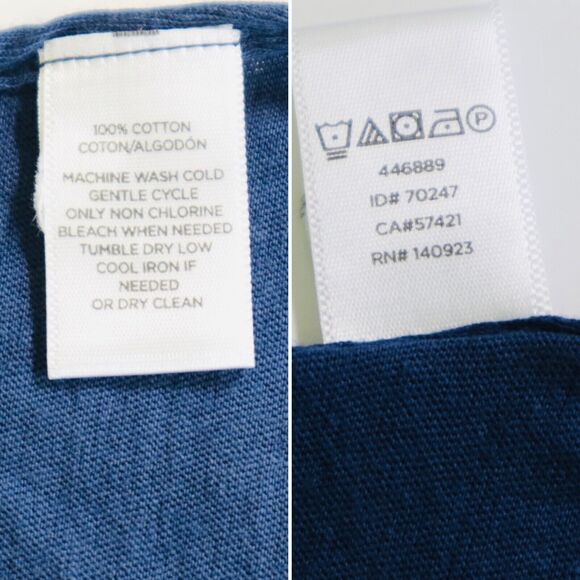 100% COTTON
COTON/ALGODÓN
MACHINE WASH COLD
GENTLE CYCLE
ONLY NON CHLORINE
BLEACH WHEN NEEDED
TUMBLE DRY LOW
COOL IRON IF
NEEDED
OR DRY CLEAN
P
446889
ID# 70247
CA#57421
RN# 140923